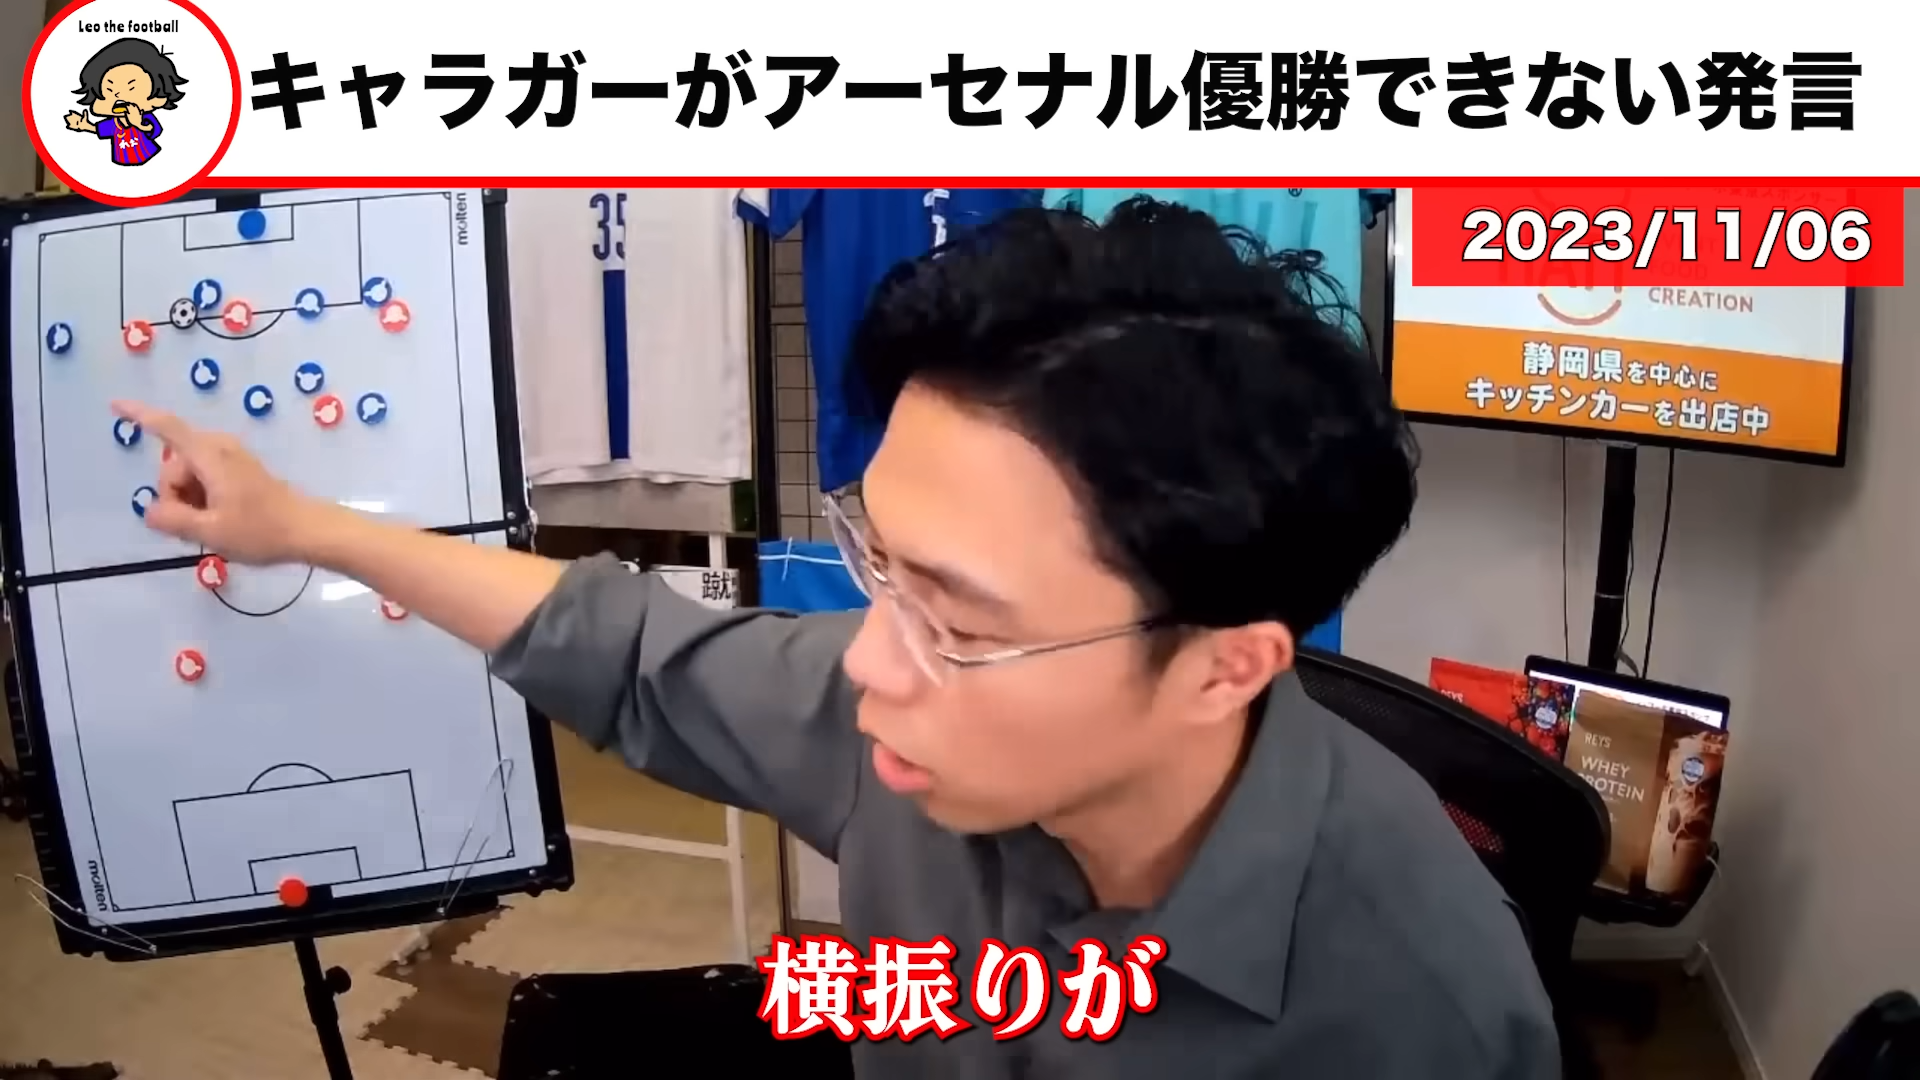 Leo the football
キャラガーがアーセナル優勝できない発言
2023/11/06
molten
35
CREATION
静岡県を中心に
キッチンカーを出店中
蹴
REYS
WHEY
PROTEIN
molten
横振りが